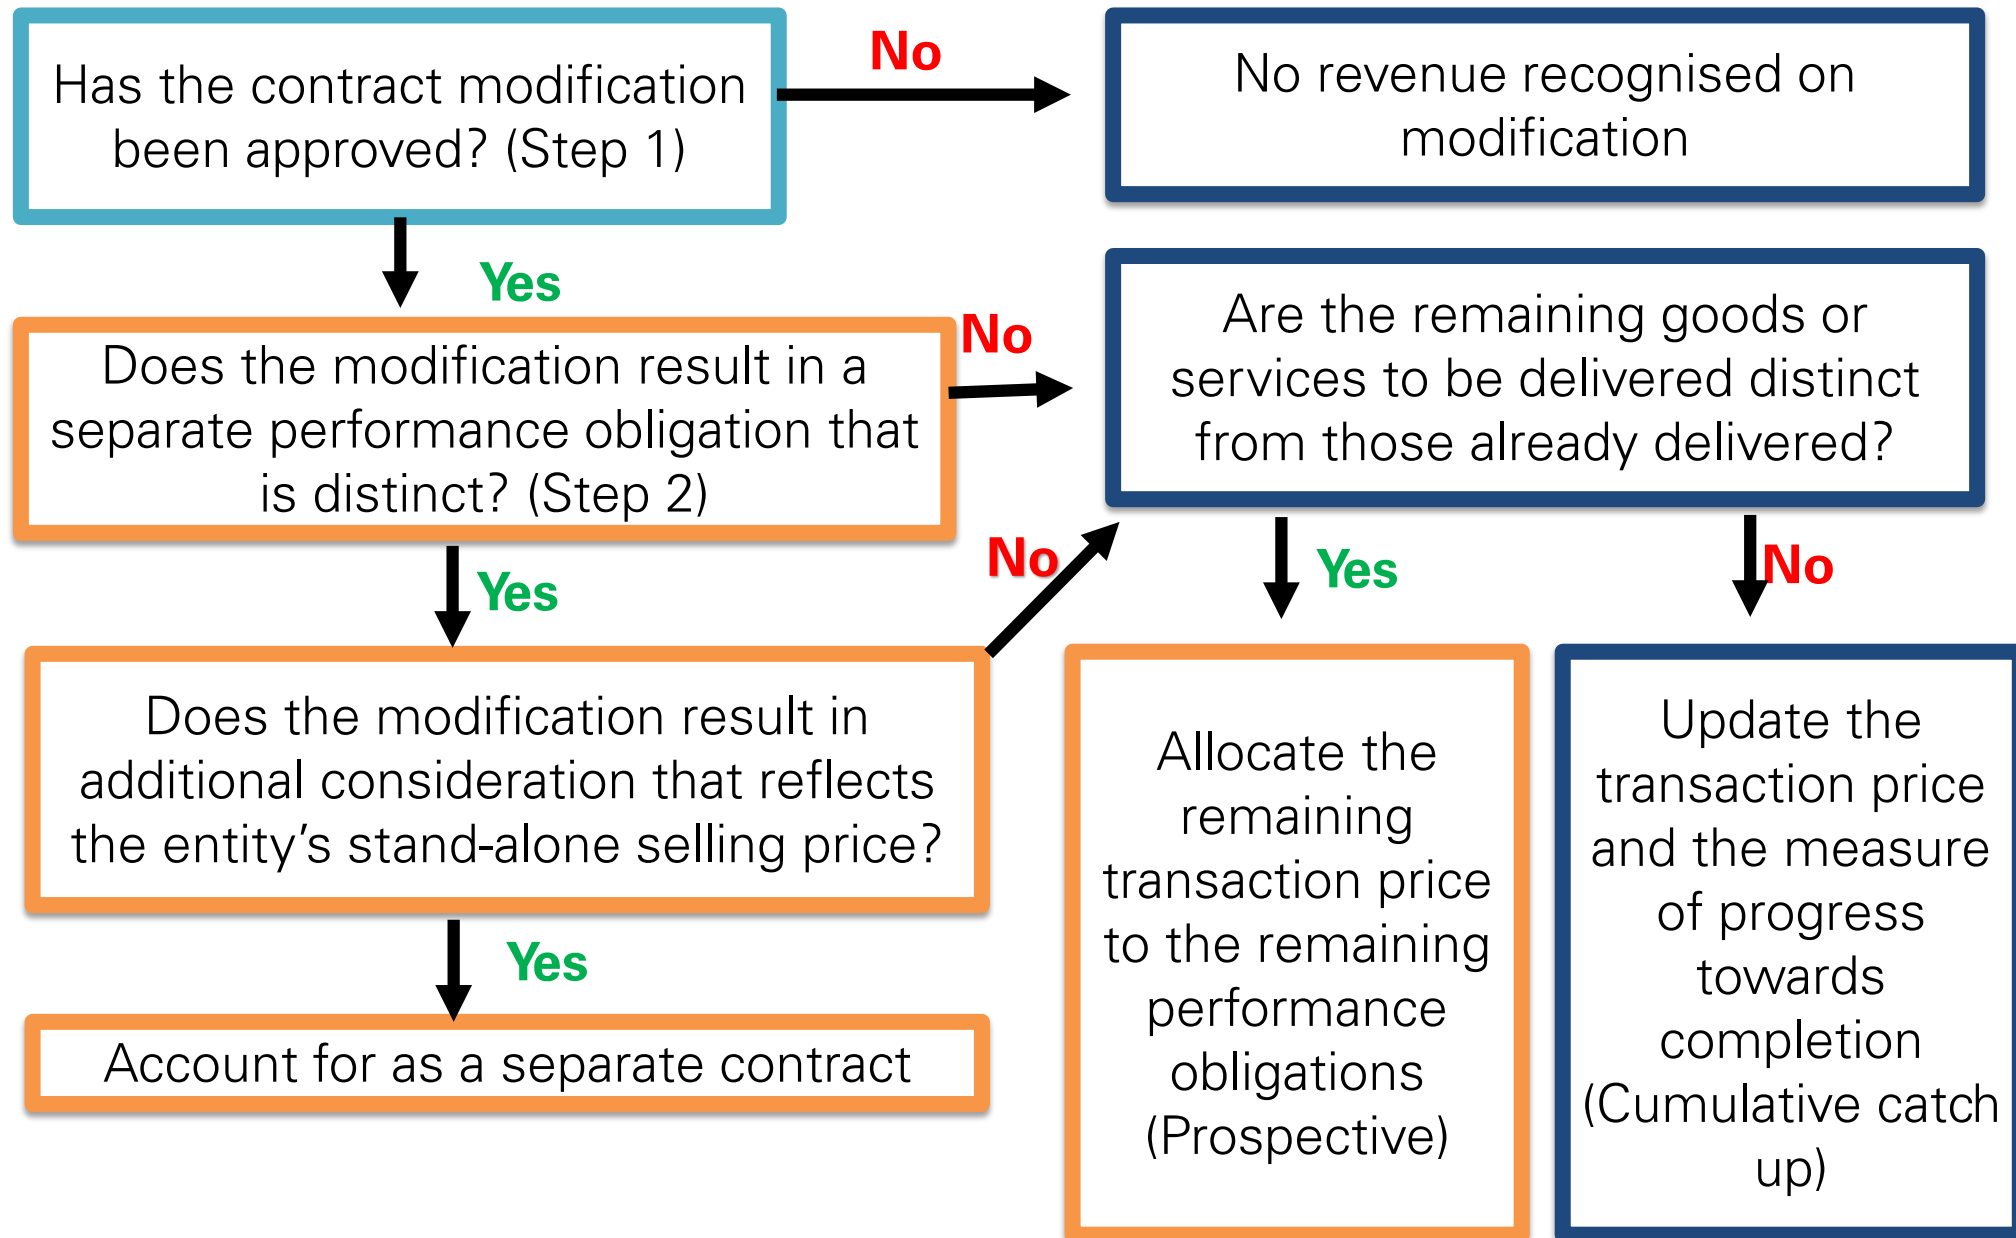 Has the contract modification
been approved? (Step 1)
No
No revenue recognised on
modification
Yes
Does the modification result in a
separate performance obligation that
is distinct? (Step 2)
No
Are the remaining goods or
services to be delivered distinct
from those already delivered?
Yes
No
Yes
No
Does the modification result in
additional consideration that reflects
the entity’s stand-alone selling price?
Allocate the
remaining
transaction price
to the remaining
performance
obligations
(Prospective)
Update the
transaction price
and the measure
of progress
towards
completion
(Cumulative catch
up)
Yes
Account for as a separate contract